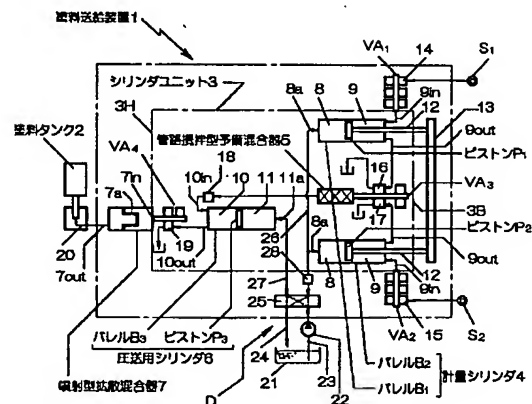 塗料送給装置1
VA₁ 14 S₁
シリンダユニット3
8a 8 9 9in
3H 12 13
管路撹拌型予備混合器5 9out
塗料タンク2 VA₄ 18
7in 10in 16 ピストンP₁
7a 10 11 11a VA₃
17 3B
ピストンP₂
20 19 26 8a 9out
7out 10out 28
27 8 9 12
9in
25
バレルB₃ ピストンP₃ 24 VA₂ 15 S₂
圧送用シリンダ6 23 バレルB₂
21 計量シリンダ4
噴射型拡散混合器7 D 22 バレルB₁